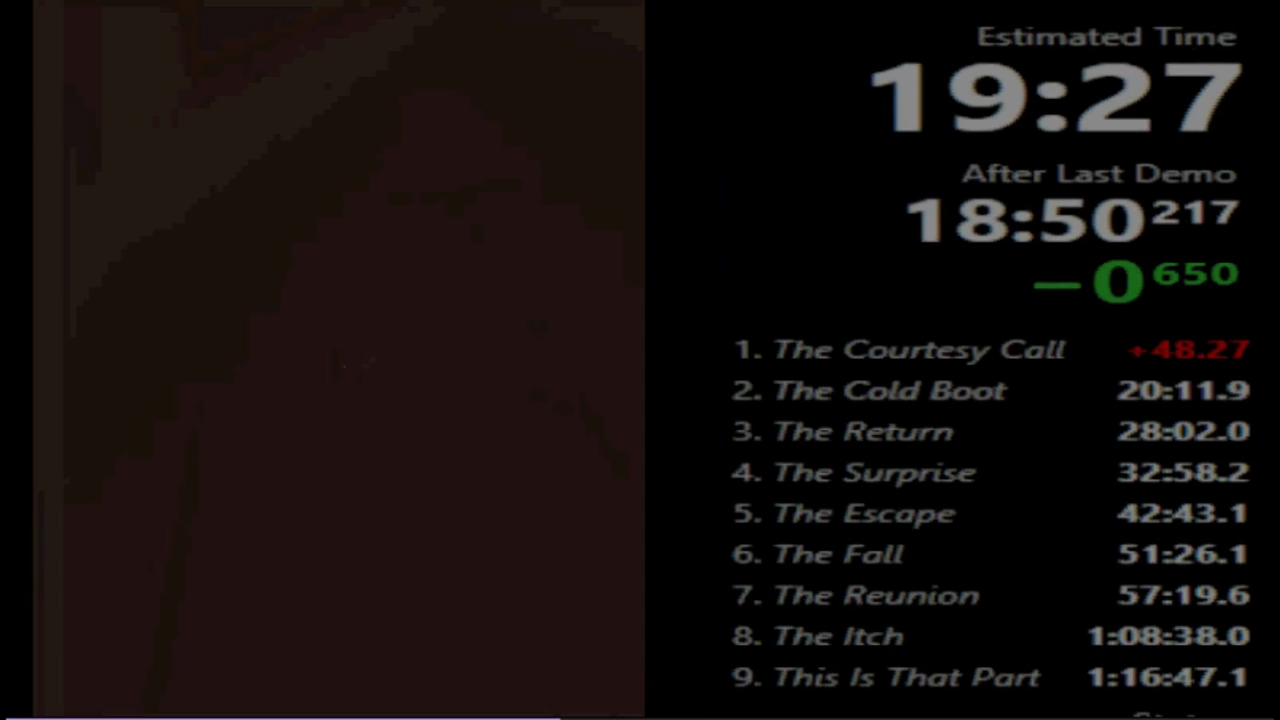 Estimated Time
19:27
After Last Demo
18:50217
−0650
1. The Courtesy Call +48.27
2. The Cold Boot 20:11.9
3. The Return 28:02.0
4. The Surprise 32:58.2
5. The Escape 42:43.1
6. The Fall 51:26.1
7. The Reunion 57:19.6
8. The Itch 1:08:38.0
9. This Is That Part 1:16:47.1